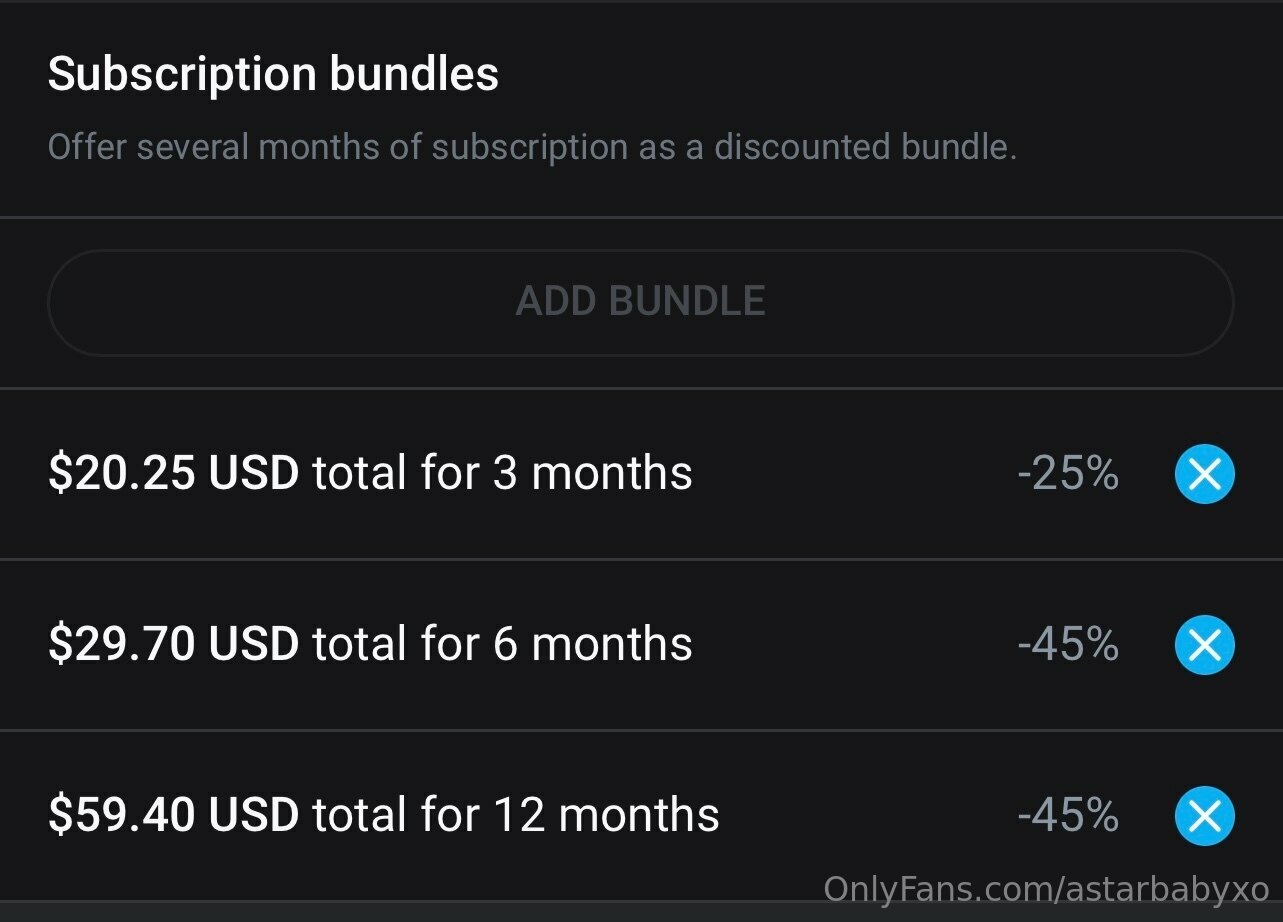 Subscription bundles
Offer several months of subscription as a discounted bundle.
ADD BUNDLE
$20.25 USD total for 3 months -25%
$29.70 USD total for 6 months -45%
$59.40 USD total for 12 months -45%
OnlyFans.com/astarbabyxo